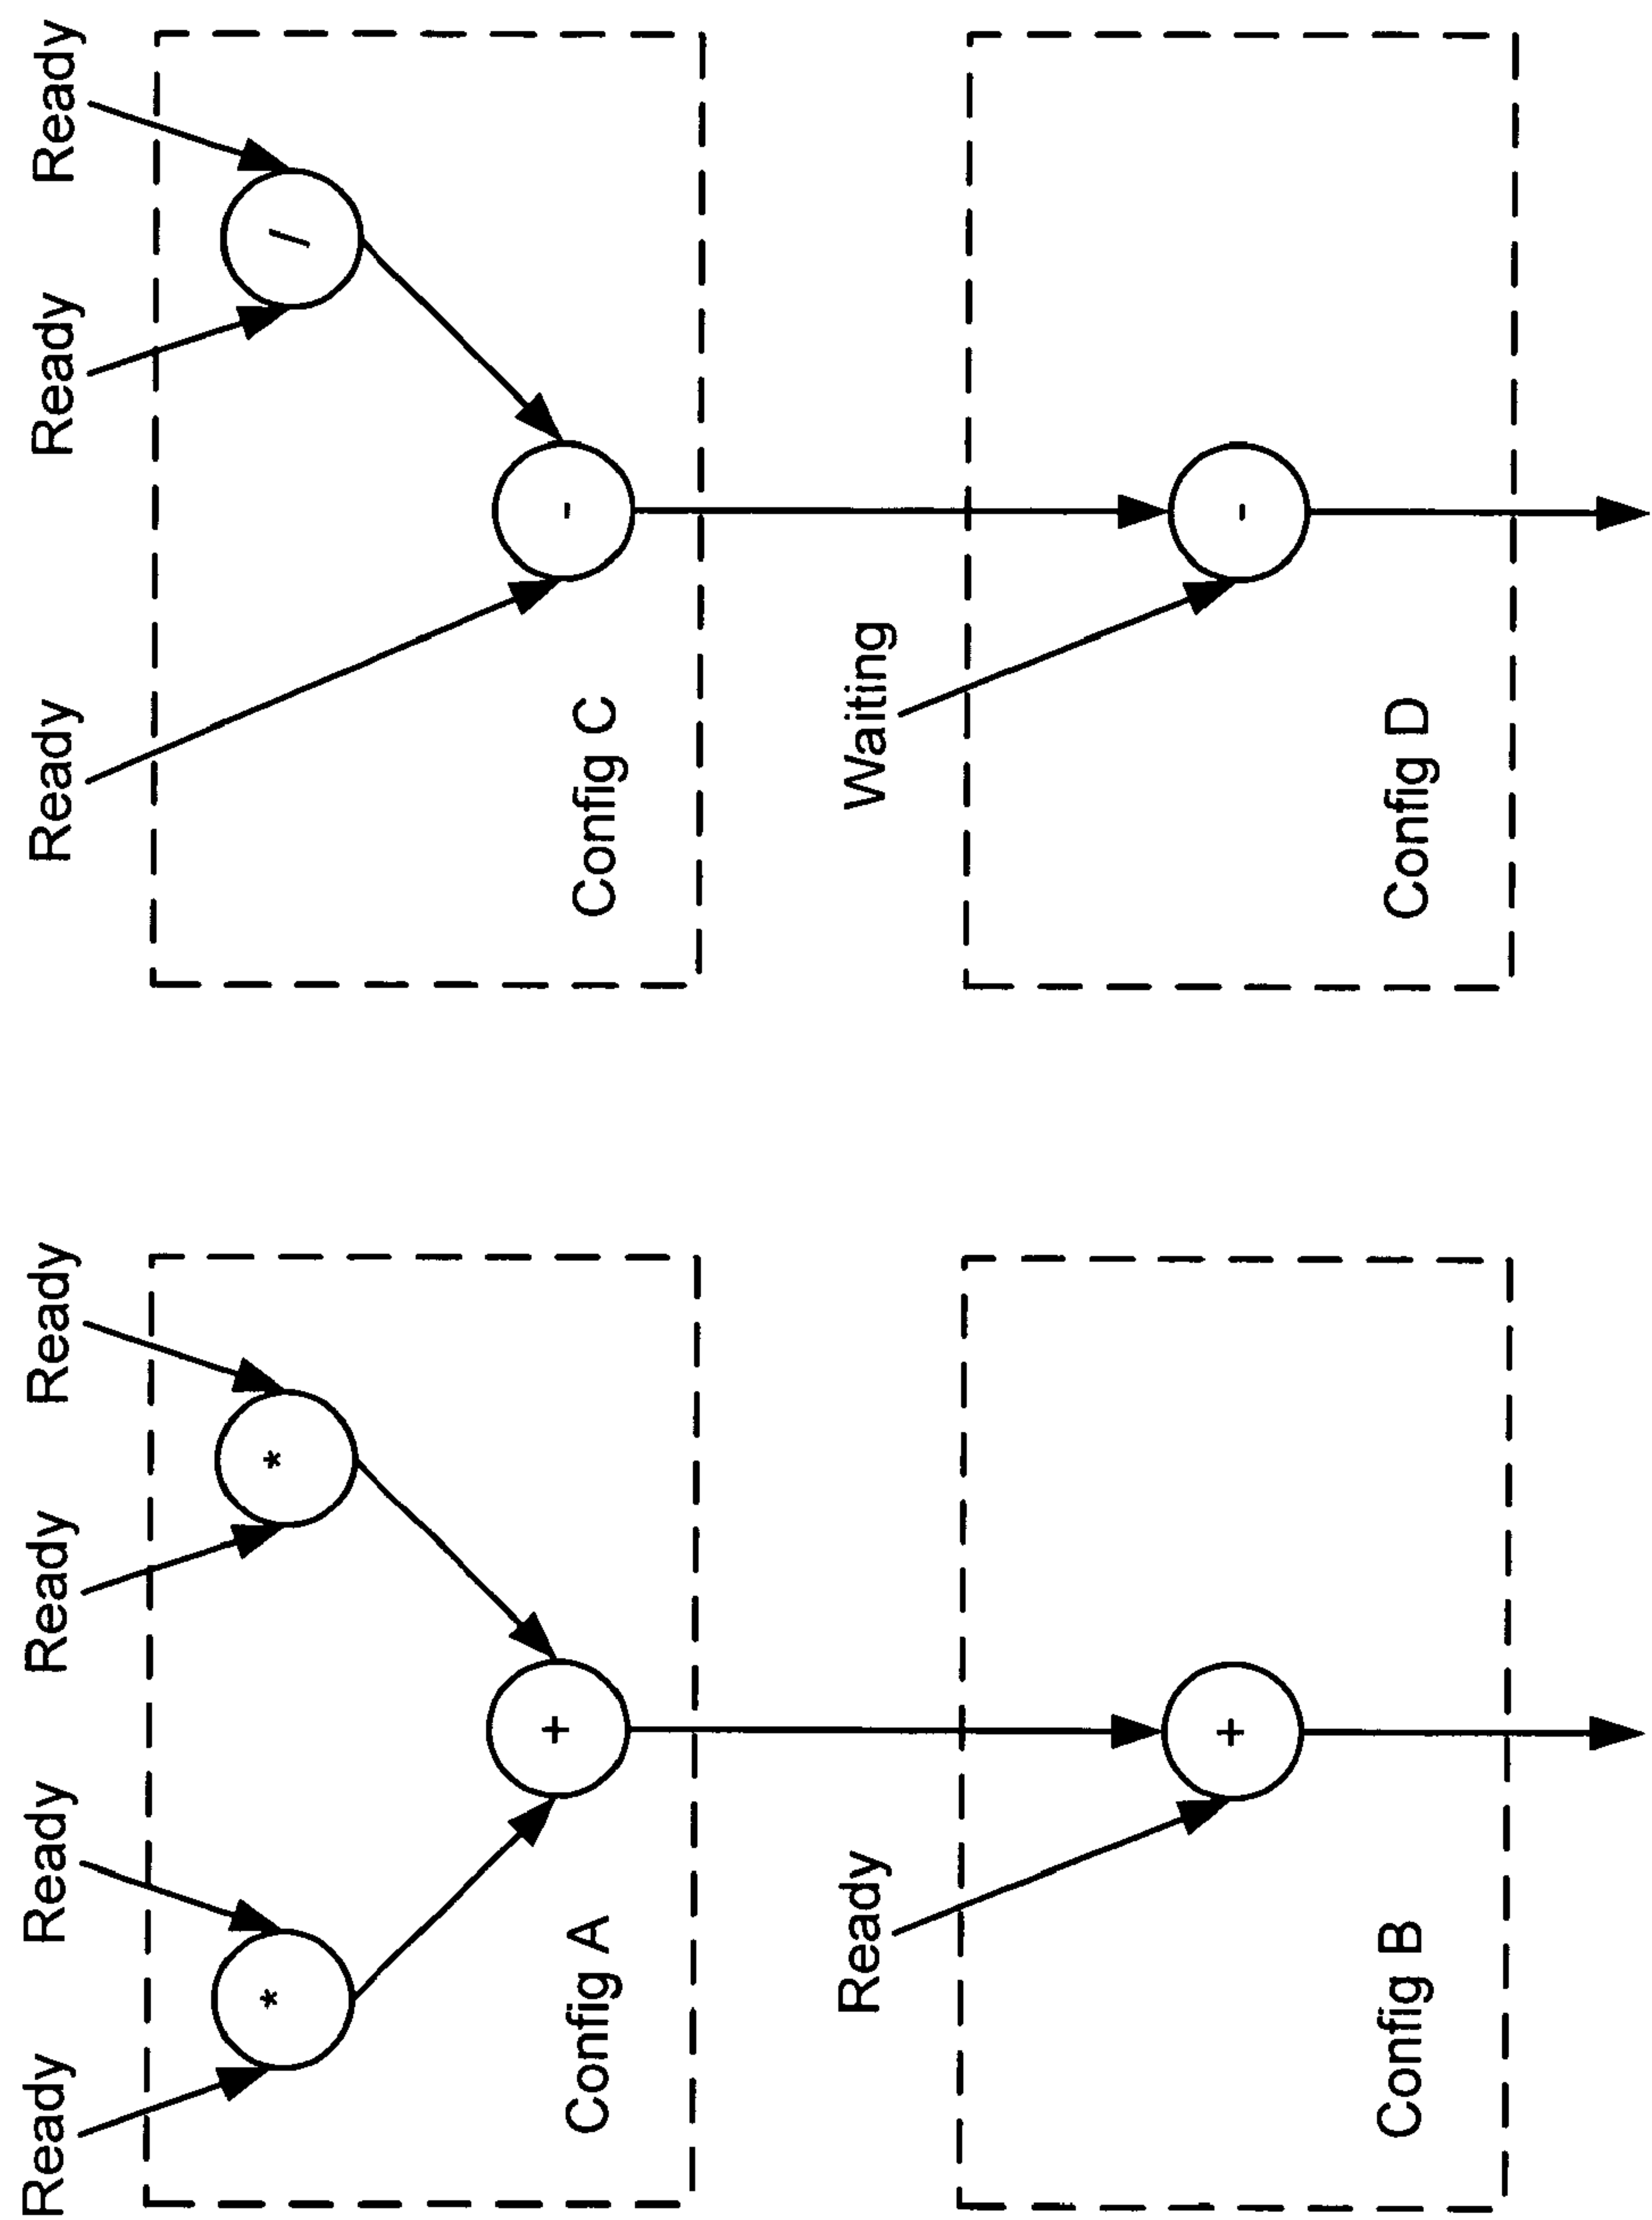 Ready Ready Ready Ready Ready Ready Ready
* * /
+ -
Config A Config C
Ready Waiting
+ -
Config B Config D